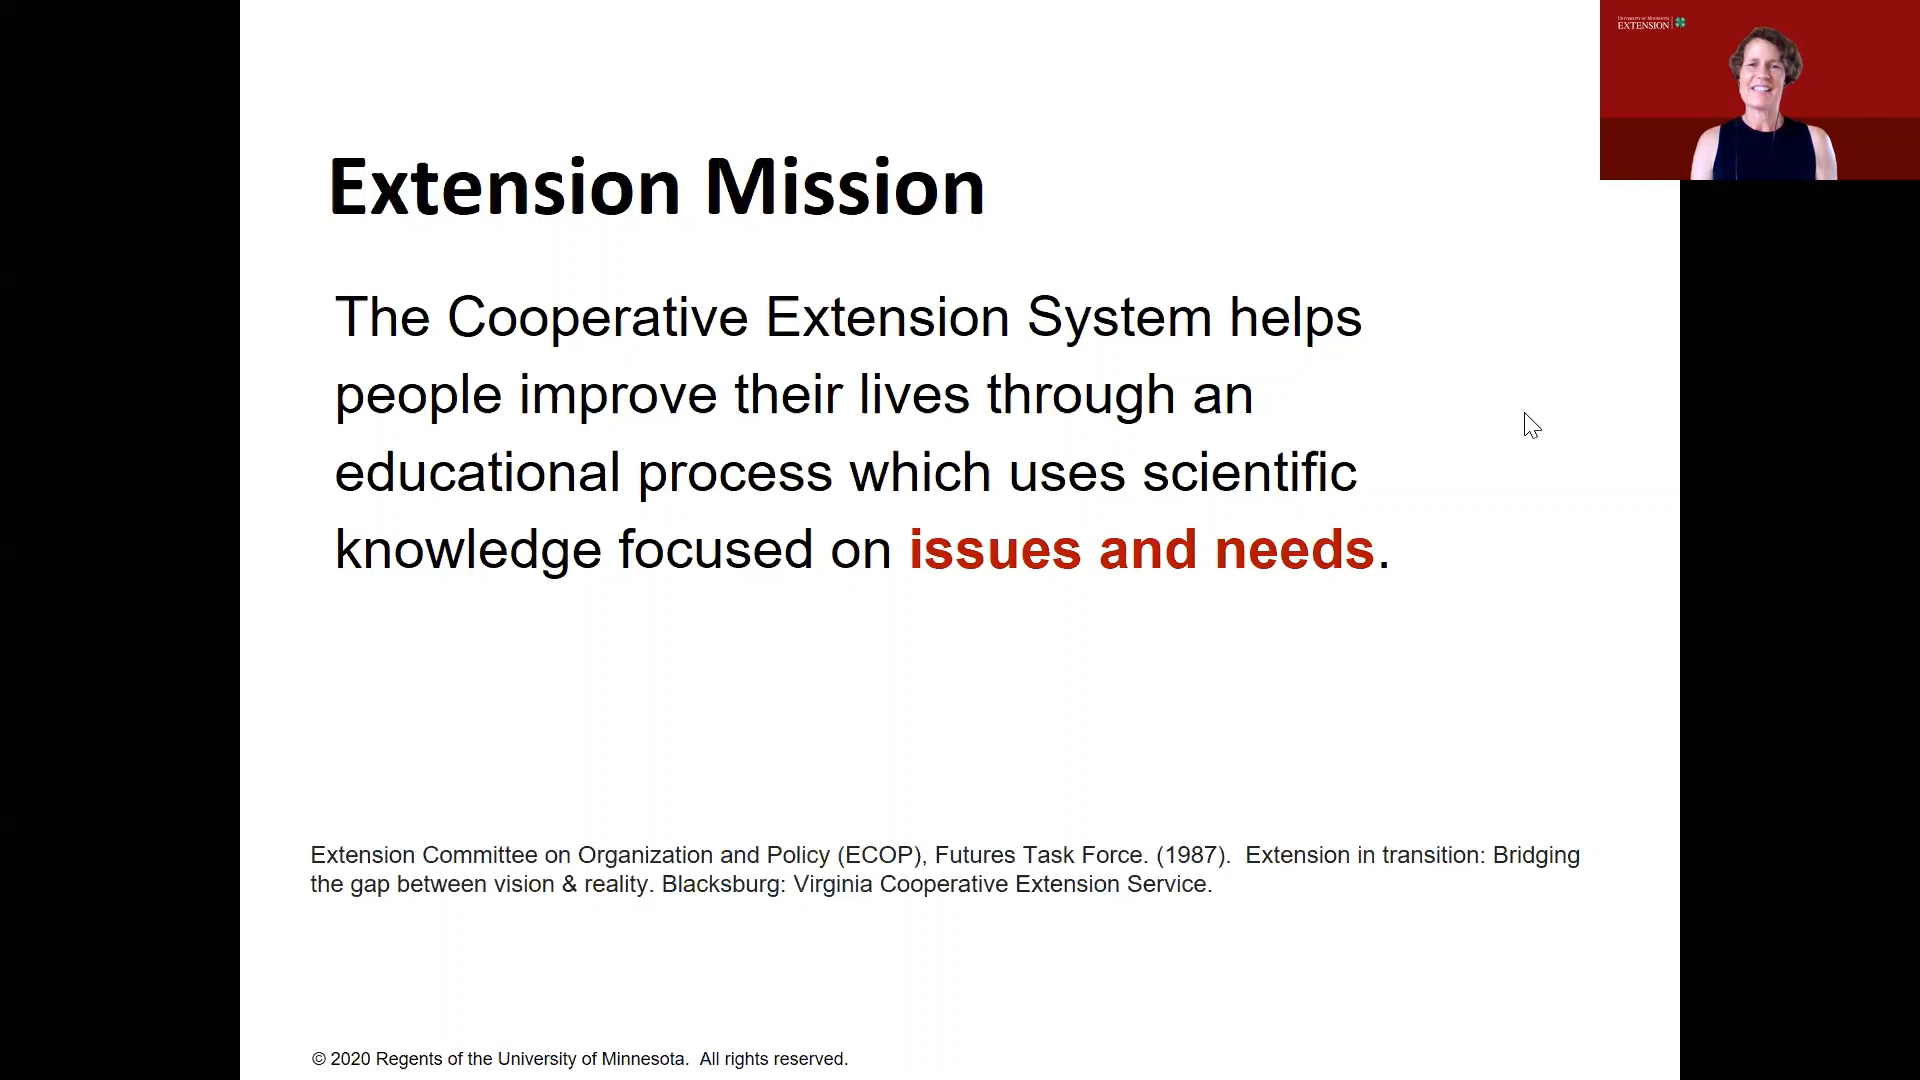 UNIVERSITY OF MINNESOTA
EXTENSION
Extension Mission
The Cooperative Extension System helps
people improve their lives through an
educational process which uses scientific
knowledge focused on issues and needs.
Extension Committee on Organization and Policy (ECOP), Futures Task Force. (1987).  Extension in transition: Bridging
the gap between vision & reality. Blacksburg: Virginia Cooperative Extension Service.
© 2020 Regents of the University of Minnesota.  All rights reserved.